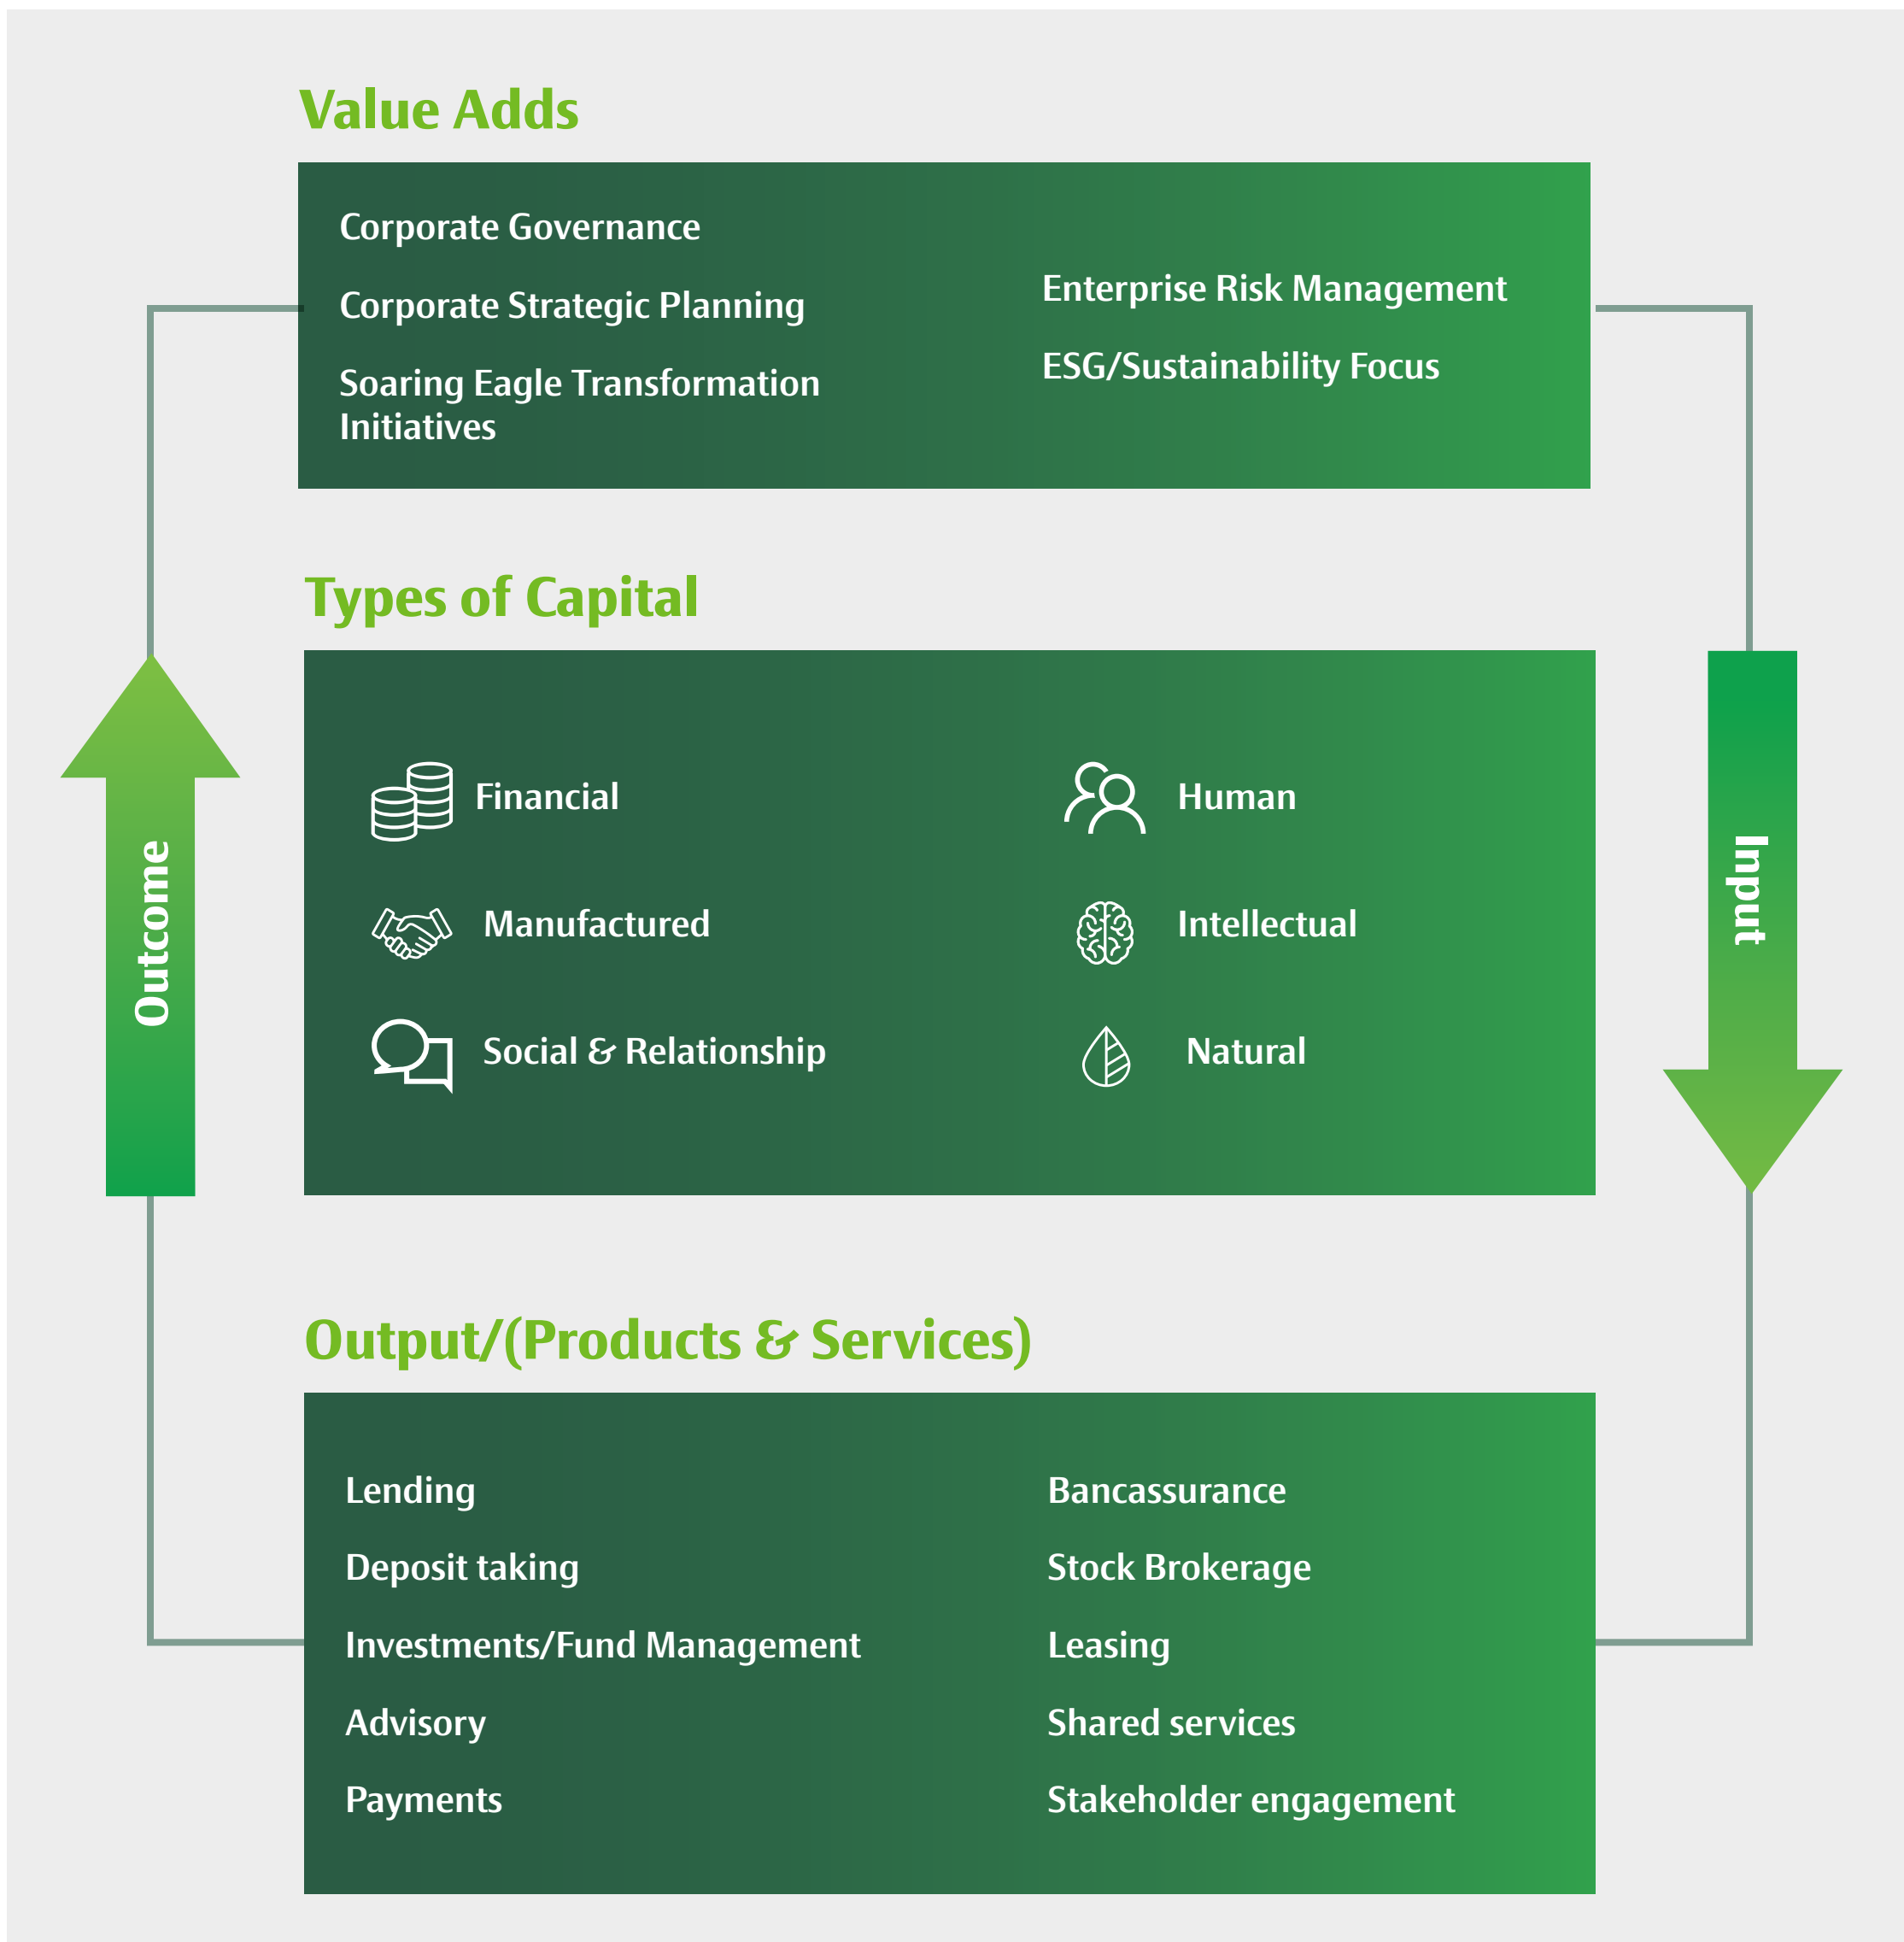 Value Adds
Corporate Governance
Corporate Strategic Planning
Soaring Eagle Transformation
Initiatives
Enterprise Risk Management
ESG/Sustainability Focus
Types of Capital
Financial
Manufactured
Social & Relationship
Human
Intellectual
Natural
Outcome
Input
Output/(Products & Services)
Lending
Deposit taking
Investments/Fund Management
Advisory
Payments
Bancassurance
Stock Brokerage
Leasing
Shared services
Stakeholder engagement